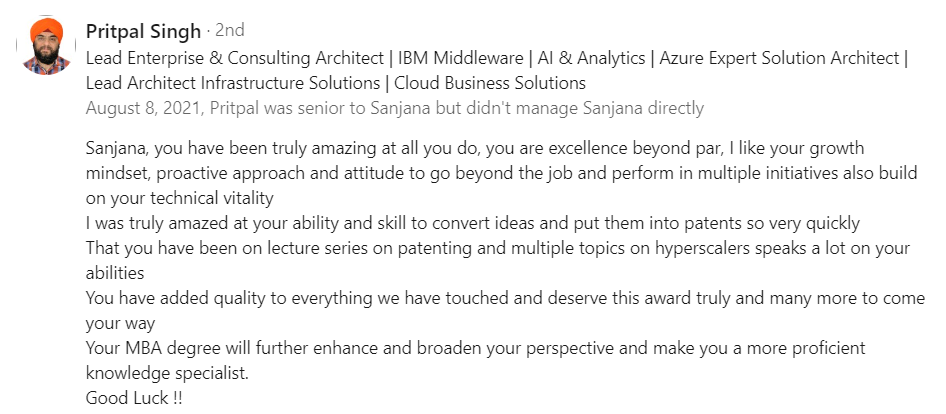 Pritpal Singh · 2nd
Lead Enterprise & Consulting Architect | IBM Middleware | AI & Analytics | Azure Expert Solution Architect |
Lead Architect Infrastructure Solutions | Cloud Business Solutions
August 8, 2021, Pritpal was senior to Sanjana but didn't manage Sanjana directly
Sanjana, you have been truly amazing at all you do, you are excellence beyond par, I like your growth
mindset, proactive approach and attitude to go beyond the job and perform in multiple initiatives also build
on your technical vitality
I was truly amazed at your ability and skill to convert ideas and put them into patents so very quickly
That you have been on lecture series on patenting and multiple topics on hyperscalers speaks a lot on your
abilities
You have added quality to everything we have touched and deserve this award truly and many more to come
your way
Your MBA degree will further enhance and broaden your perspective and make you a more proficient
knowledge specialist.
Good Luck !!